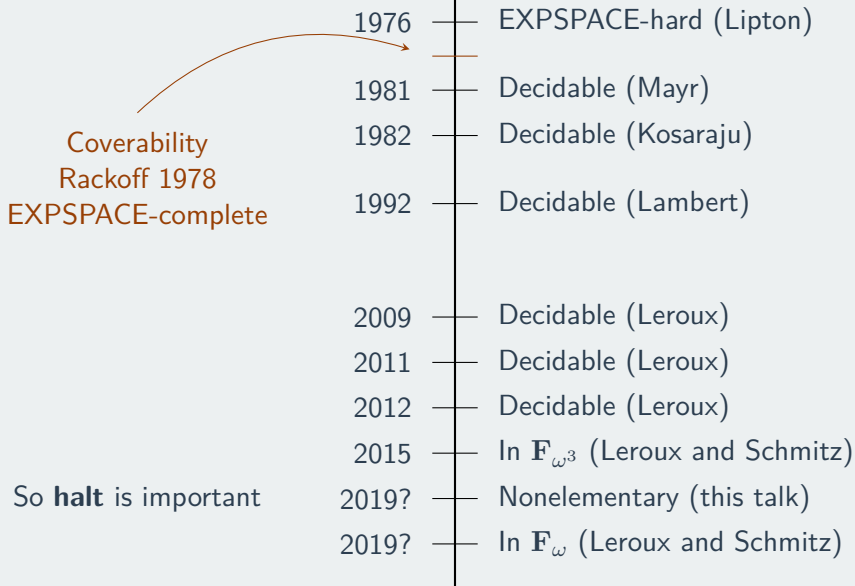 1976 EXPSPACE-hard (Lipton)
1981 Decidable (Mayr)
1982 Decidable (Kosaraju)
Coverability
Rackoff 1978
EXPSPACE-complete
1992 Decidable (Lambert)
2009 Decidable (Leroux)
2011 Decidable (Leroux)
2012 Decidable (Leroux)
2015 In F_{ω³} (Leroux and Schmitz)
So halt is important 2019? Nonelementary (this talk)
2019? In F_ω (Leroux and Schmitz)